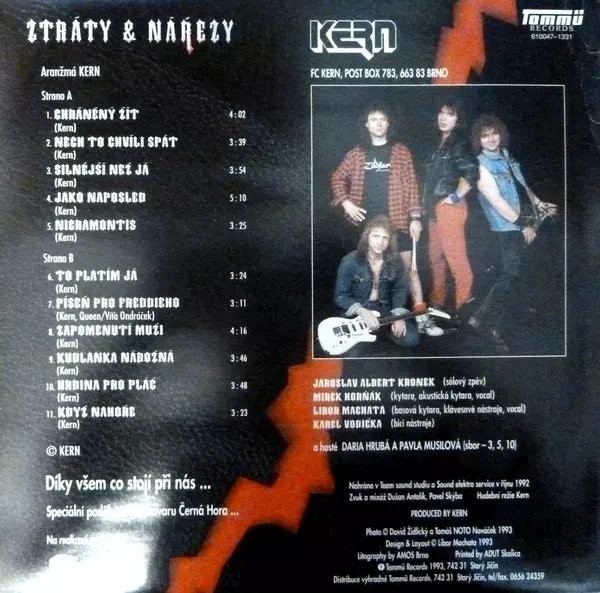 ZTRÁTY & NÁŘEZY
KERN
Tommü
RECORDS
610047-1331
FC KERN, POST BOX 783, 663 83 BRNO
Aranžmá KERN
Strana A
1. CHRÁNĚNÝ ŽÍT 4:02
(Kern)
2. NECH TO CHVÍLI SPÁT 3:39
(Kern)
3. SILNĚJŠÍ NEŽ JÁ 3:54
(Kern)
4. JAKO NAPOSLED 5:10
(Kern)
5. NICRAMONTIS 3:25
(Kern)
Strana B
6. TO PLATÍM JÁ 3:24
(Kern)
7. PÍSEŇ PRO FREDDIEHO 3:11
(Kern, Queen/Víťa Ondráček)
8. ZAPOMENUTÍ MUŽI 4:16
(Kern)
9. KUDLANKA NÁBOŽNÁ 3:46
(Kern)
10. HRDINA PRO PLÁČ 3:48
(Kern)
11. KDYŽ NAHOŘE 3:23
(Kern)
© KERN
Díky všem co stojí při nás ...
Speciální Černá Hora ...
Na
Zildjian
JAROSLAV ALBERT KRONEK (sólový zpěv)
MIREK HORŇÁK (kytara, akustická kytara, vocal)
LIBOR MACHATA (basová kytara, klávesové nástroje, vocal)
KAREL VODIČKA (bicí nástroje)
a hosté DARIA HRUBÁ A PAVLA MUSILOVÁ (sbor – 3, 5, 10)
Nahráno v Team sound studiu a Sound elektro service v říjnu 1992
Zvuk a mixáž Dušan Antalík, Pavel Skýba Hudební režie Kern
PRODUCED BY KERN
Photo © David Židlický a Tomáš NOTO Nováček 1993
Design & Layout © Libor Machata 1993
Litography by AMOS Brno Printed by ADUT Skalica
Ⓟ Tommü Records 1993, 742 31 Starý Jičín
Distribuce výhradně Tommü Records, 742 31 Starý Jičín, tel/fax. 0656 24359